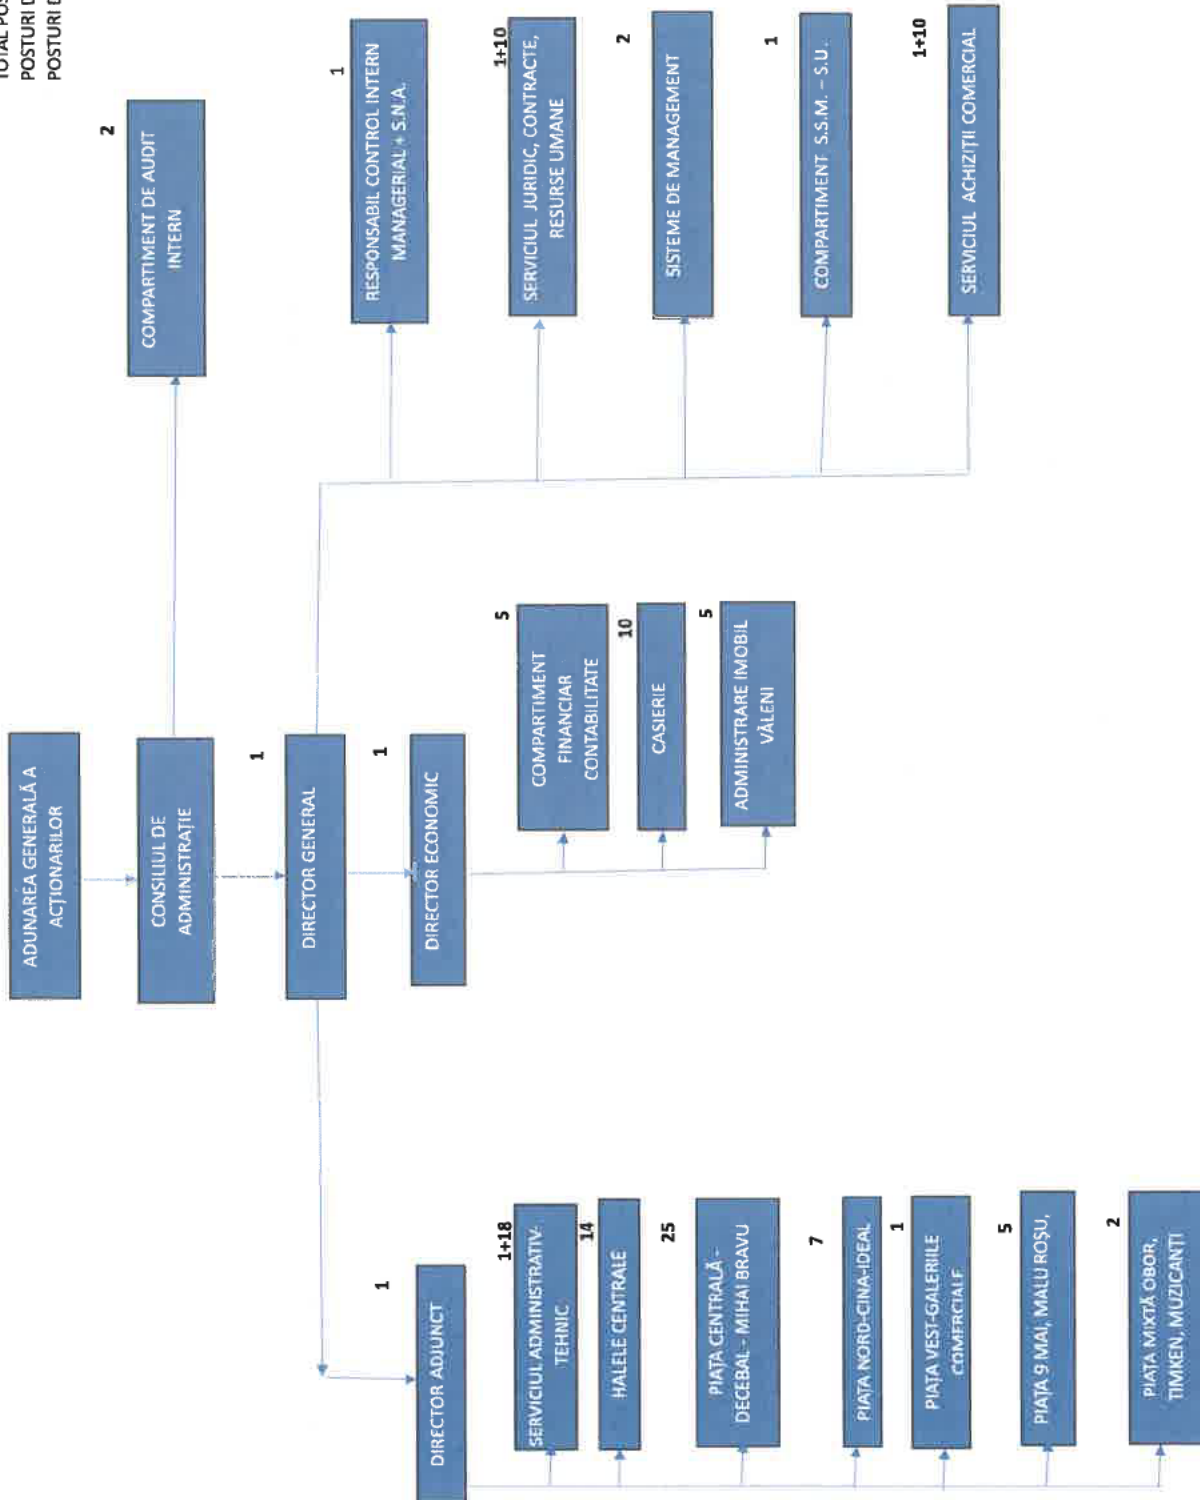 TOTAL POS
POSTURI D
POSTURI E
ADUNAREA GENERALĂ A
ACȚIONARILOR
CONSILIUL DE
ADMINISTRAȚIE
2
COMPARTIMENT DE AUDIT
INTERN
1
DIRECTOR GENERAL
1
DIRECTOR ECONOMIC
1
DIRECTOR ADJUNCT
1+18
SERVICIUL ADMINISTRATIV-
TEHNIC
14
HALELE CENTRALE
25
PIAȚA CENTRALĂ -
DECEBAL - MIHAI BRAVU
7
PIAȚA NORD-CINA-IDEAL
1
PIAȚA VEST-GALERIILE
COMERCIALE
5
PIAȚA 9 MAI, MALU ROȘU,
2
PIAȚA MIXTĂ OBOR,
TIMKEN, MUZICANȚI
5
COMPARTIMENT
FINANCIAR
CONTABILITATE
10
CASIERIE
5
ADMINISTRARE IMOBIL
VĂLENI
1
RESPONSABIL CONTROL INTERN
MANAGERIAL + S.N.A.
1+10
SERVICIUL JURIDIC, CONTRACTE,
RESURSE UMANE
2
SISTEME DE MANAGEMENT
1
COMPARTIMENT S.S.M. – S.U.
1+10
SERVICIUL ACHIZIȚII COMERCIAL